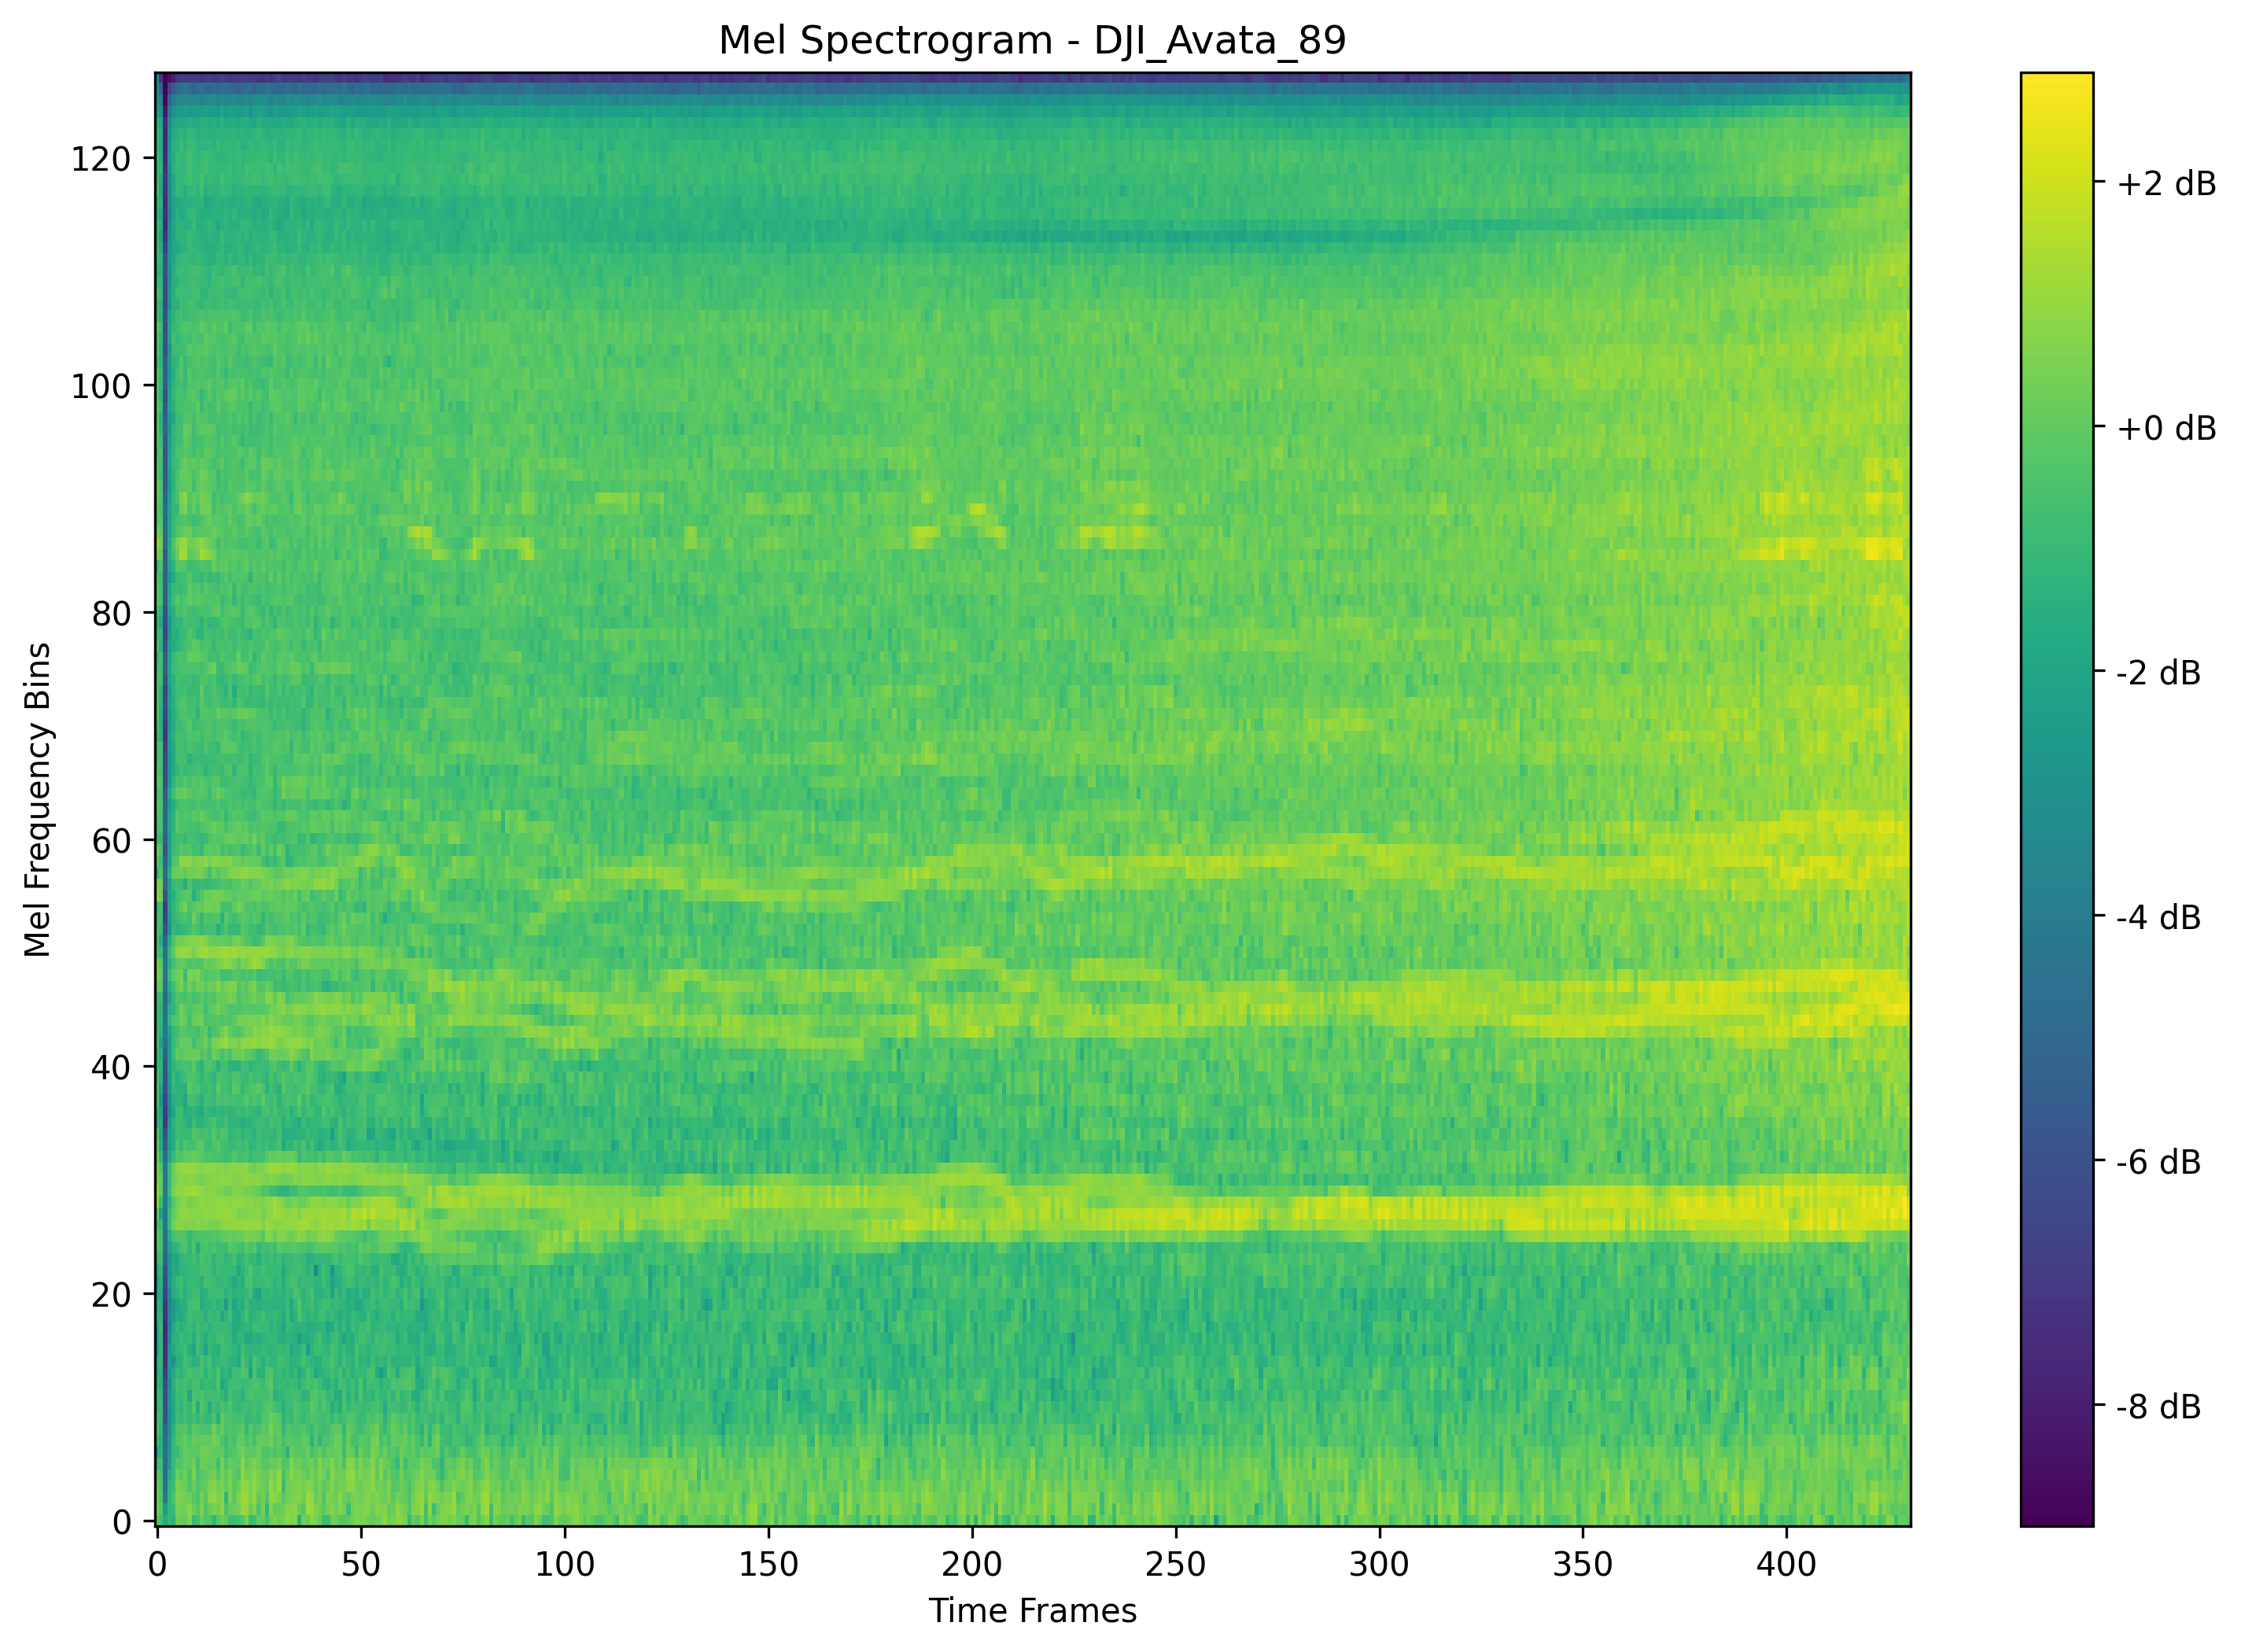 Mel Spectrogram - DJI_Avata_89
Mel Frequency Bins
120
100
80
60
40
20
0
0 50 100 150 200 250 300 350 400
Time Frames
+2 dB
+0 dB
-2 dB
-4 dB
-6 dB
-8 dB